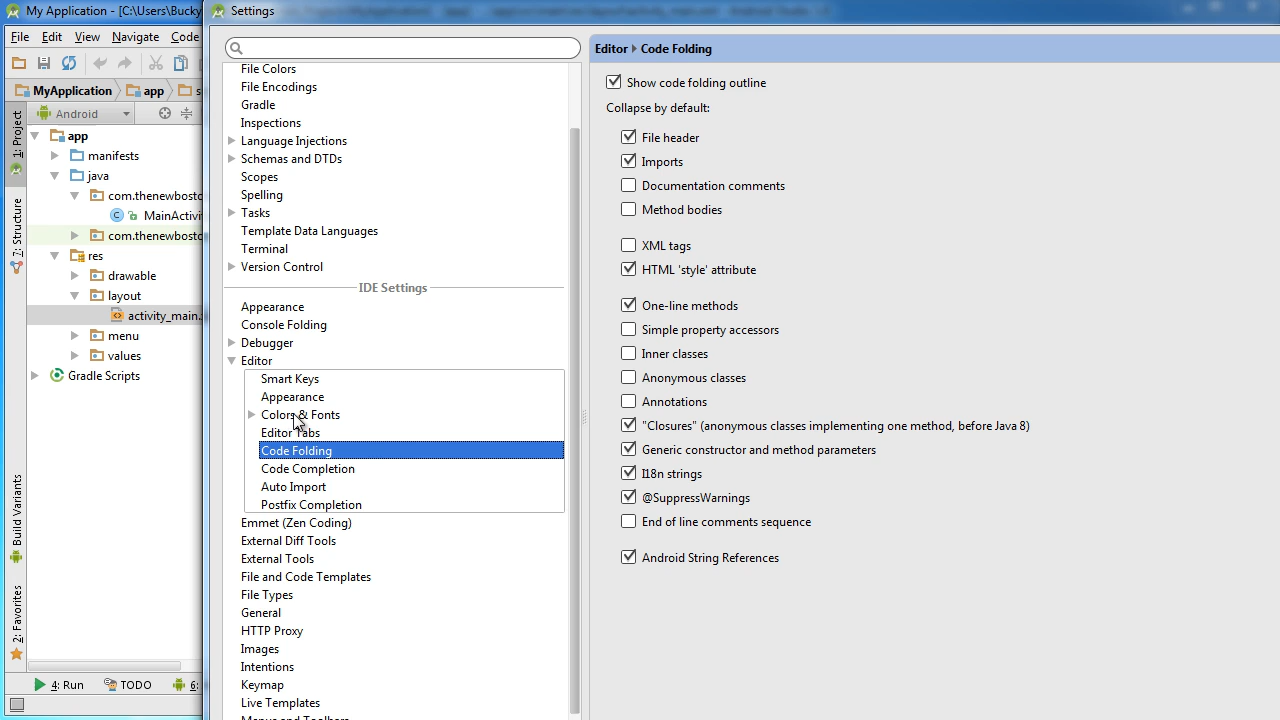 My Application - [C:\Users\Bucky
File Edit View Navigate Code
MyApplication app s
Android
1: Project
7: Structure
Build Variants
2: Favorites
app
manifests
java
com.thenewbosto
MainActivi
com.thenewbosto
res
drawable
layout
activity_main.
menu
values
Gradle Scripts
4: Run TODO 6:
Settings
File Colors
File Encodings
Gradle
Inspections
Language Injections
Schemas and DTDs
Scopes
Spelling
Tasks
Template Data Languages
Terminal
Version Control
IDE Settings
Appearance
Console Folding
Debugger
Editor
Smart Keys
Appearance
Colors & Fonts
Editor Tabs
Code Folding
Code Completion
Auto Import
Postfix Completion
Emmet (Zen Coding)
External Diff Tools
External Tools
File and Code Templates
File Types
General
HTTP Proxy
Images
Intentions
Keymap
Live Templates
Menus and Toolbars
Editor Code Folding
Show code folding outline
Collapse by default:
File header
Imports
Documentation comments
Method bodies
XML tags
HTML 'style' attribute
One-line methods
Simple property accessors
Inner classes
Anonymous classes
Annotations
"Closures" (anonymous classes implementing one method, before Java 8)
Generic constructor and method parameters
I18n strings
@SuppressWarnings
End of line comments sequence
Android String References